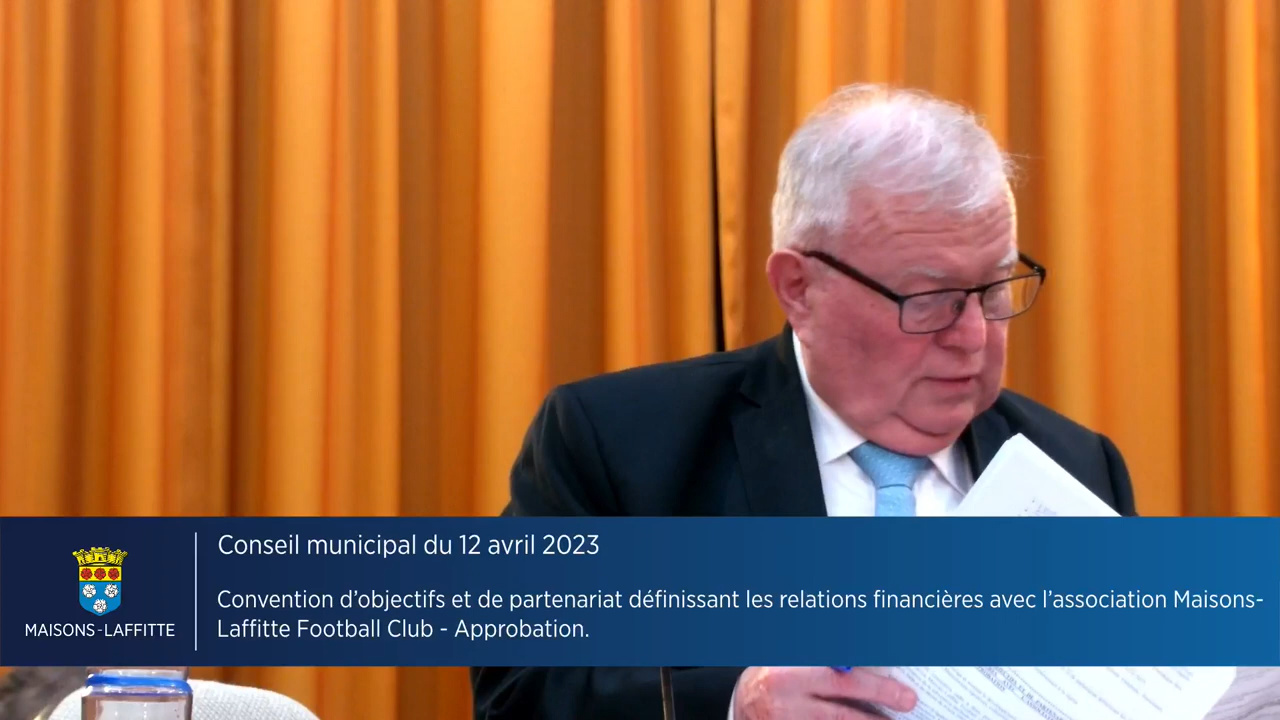 Conseil municipal du 12 avril 2023
Convention d’objectifs et de partenariat définissant les relations financières avec l’association Maisons-
Laffitte Football Club - Approbation.
MAISONS-LAFFITTE